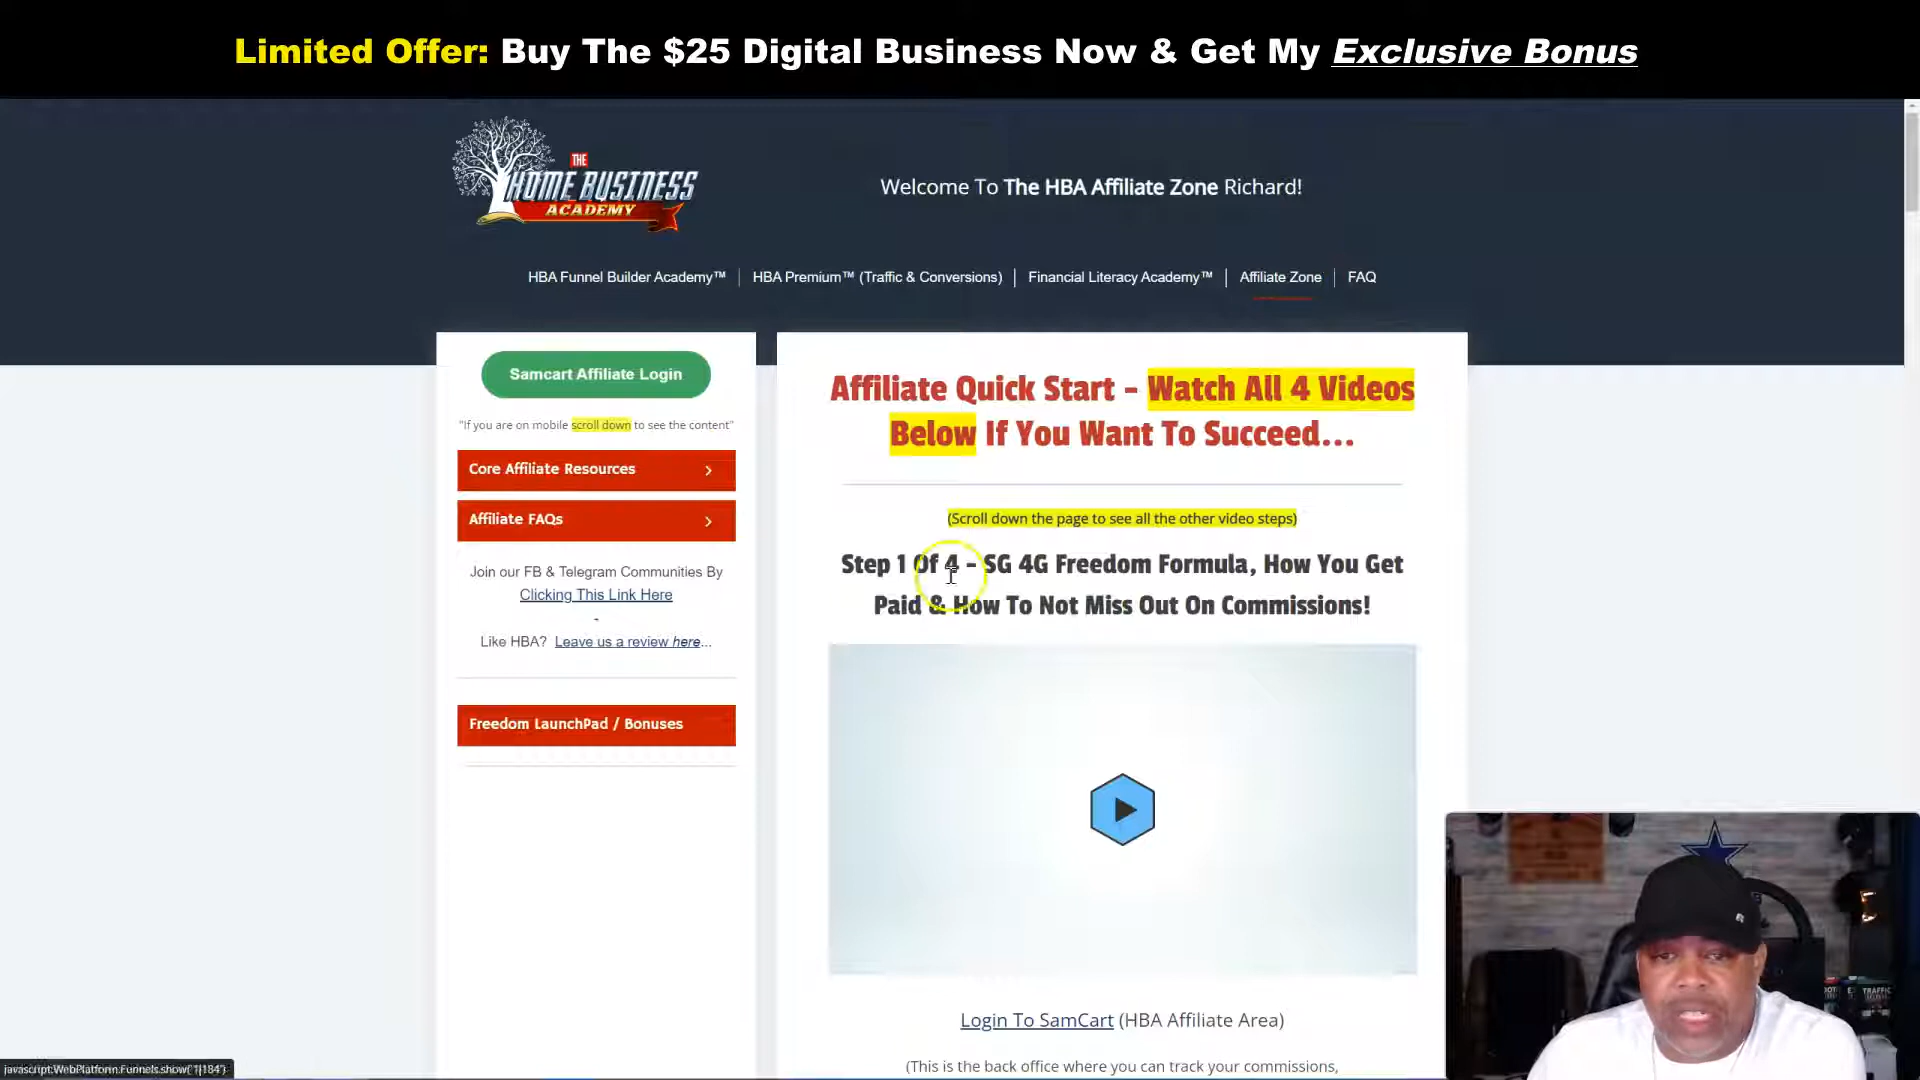 Limited Offer: Buy The $25 Digital Business Now & Get My Exclusive Bonus
THE
HOME BUSINESS
ACADEMY
Welcome To The HBA Affiliate Zone Richard!
HBA Funnel Builder Academy™ | HBA Premium™ (Traffic & Conversions) | Financial Literacy Academy™ | Affiliate Zone | FAQ
Samcart Affiliate Login
"If you are on mobile scroll down to see the content"
Core Affiliate Resources
Affiliate FAQs
Join our FB & Telegram Communities By
Clicking This Link Here
-
Like HBA? Leave us a review here...
Freedom LaunchPad / Bonuses
Affiliate Quick Start - Watch All 4 Videos
Below If You Want To Succeed...
(Scroll down the page to see all the other video steps)
Step 1 Of 4 - SG 4G Freedom Formula, How You Get
Paid & How To Not Miss Out On Commissions!
Login To SamCart (HBA Affiliate Area)
(This is the back office where you can track your commissions,
TRAFFIC
javascript:WebPlatform.Funnels.show("1|184")